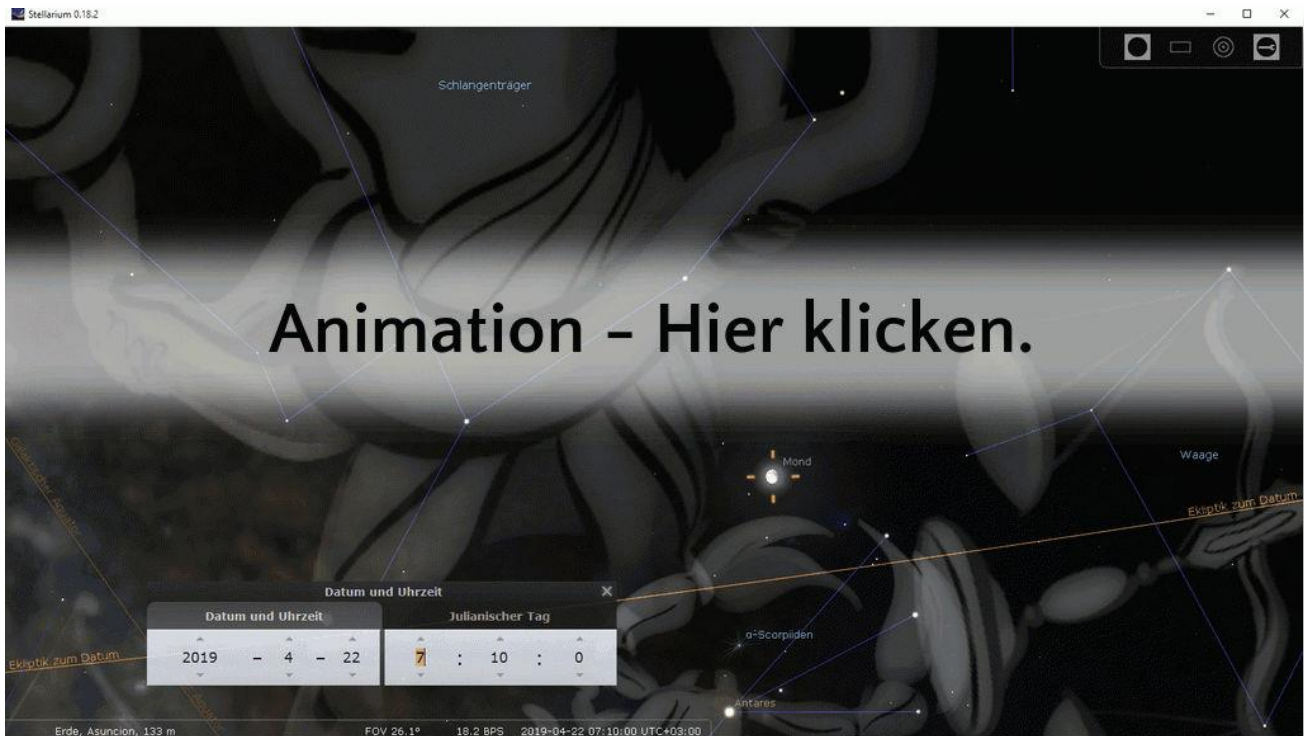 Stellarium 0.18.2
Schlangenträger
Animation – Hier klicken.
Mond
Waage
Ekliptik zum Datum
Galaktischer Äquator
Datum und Uhrzeit
Datum und Uhrzeit
Julianischer Tag
2019 – 4 – 22 7 : 10 : 0
α-Scorpiiden
Ekliptik zum Datum
Antares
Erde, Asuncion, 133 m FOV 26.1° 18.2 BPS 2019-04-22 07:10:00 UTC+03:00